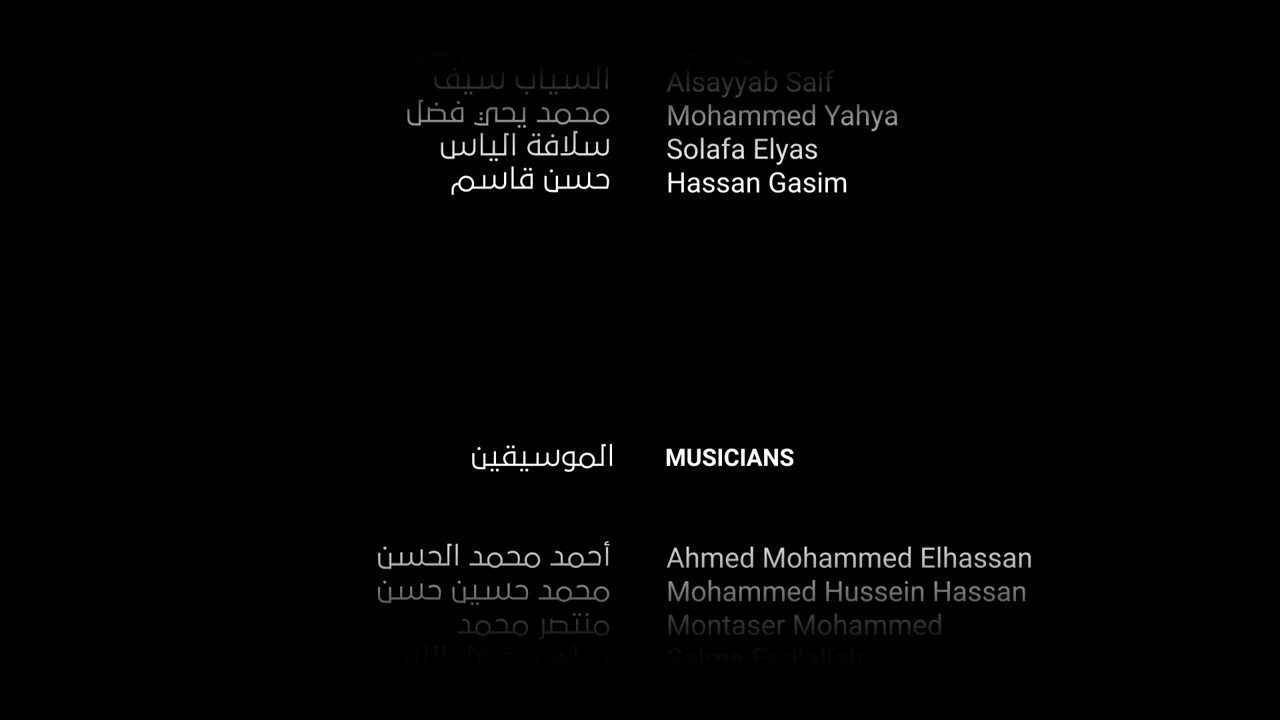 السياب سيف Alsayyab Saif
محمد يحي فضل Mohammed Yahya
سلافة الياس Solafa Elyas
حسن قاسم Hassan Gasim
الموسيقين MUSICIANS
أحمد محمد الحسن Ahmed Mohammed Elhassan
محمد حسين حسن Mohammed Hussein Hassan
منتصر محمد Montaser Mohammed